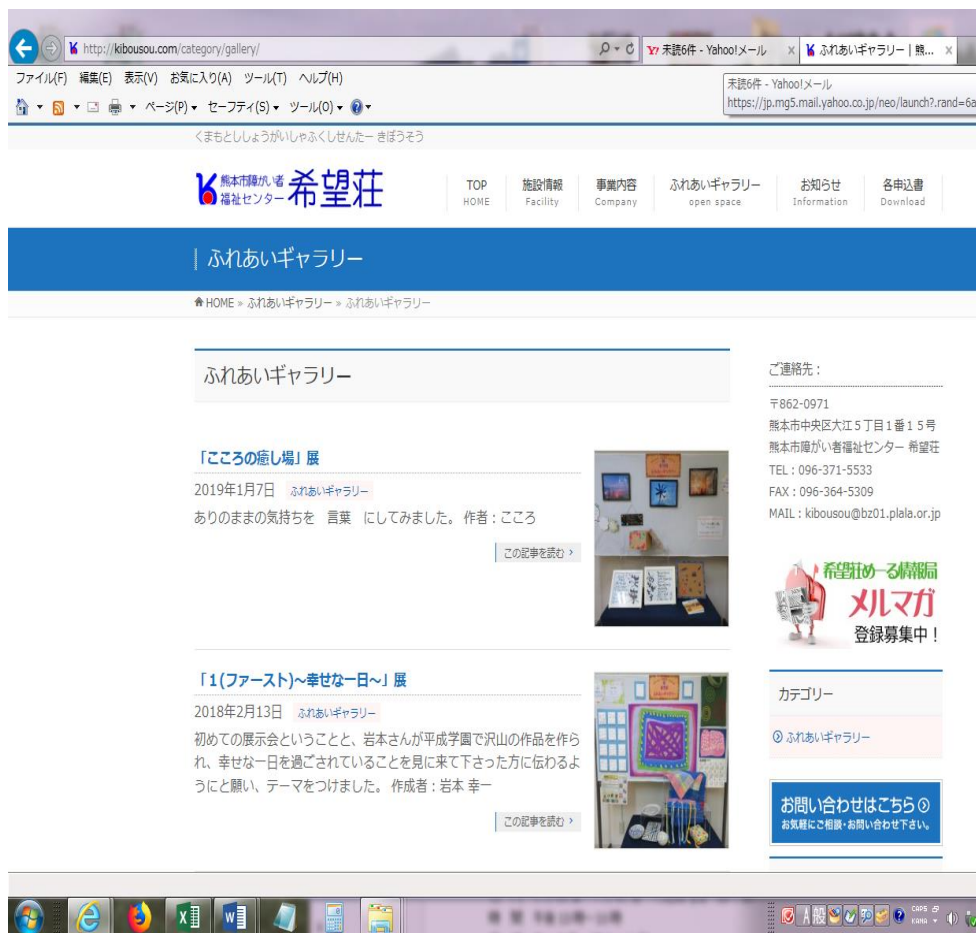 http://kibousou.com/category/gallery/
未読6件 - Yahoo!メール
ふれあいギャラリー | 熊...
ファイル(F) 編集(E) 表示(V) お気に入り(A) ツール(T) ヘルプ(H)
未読6件 - Yahoo!メール
https://jp.mg5.mail.yahoo.co.jp/neo/launch?.rand=6a
ページ(P) セーフティ(S) ツール(O)
くまもとししょうがいしゃふくしせんたー きぼうそう
熊本市障がい者
福祉センター
希望荘
TOP 施設情報 事業内容 ふれあいギャラリー お知らせ 各申込書
HOME Facility Company open space Information Download
ふれあいギャラリー
HOME » ふれあいギャラリー » ふれあいギャラリー
ふれあいギャラリー
「こころの癒し場」展
2019年1月7日 ふれあいギャラリー
ありのままの気持ちを 言葉 にしてみました。 作者：こころ
この記事を読む ›
「1(ファースト)～幸せな一日～」展
2018年2月13日 ふれあいギャラリー
初めての展示会ということと、岩本さんが平成学園で沢山の作品を作ら
れ、幸せな一日を過ごされていることを見に来て下さった方に伝わるよ
うにと願い、テーマをつけました。 作成者：岩本 幸一
この記事を読む ›
ご連絡先：
〒862-0971
熊本市中央区大江５丁目１番１５号
熊本市障がい者福祉センター 希望荘
TEL：096-371-5533
FAX：096-364-5309
MAIL：kibousou@bz01.plala.or.jp
希望荘め～る情報局
メルマガ
登録募集中！
カテゴリー
ふれあいギャラリー
お問い合わせはこちら
お気軽にご相談・お問い合わせ下さい。
A 般
CAPS
KANA